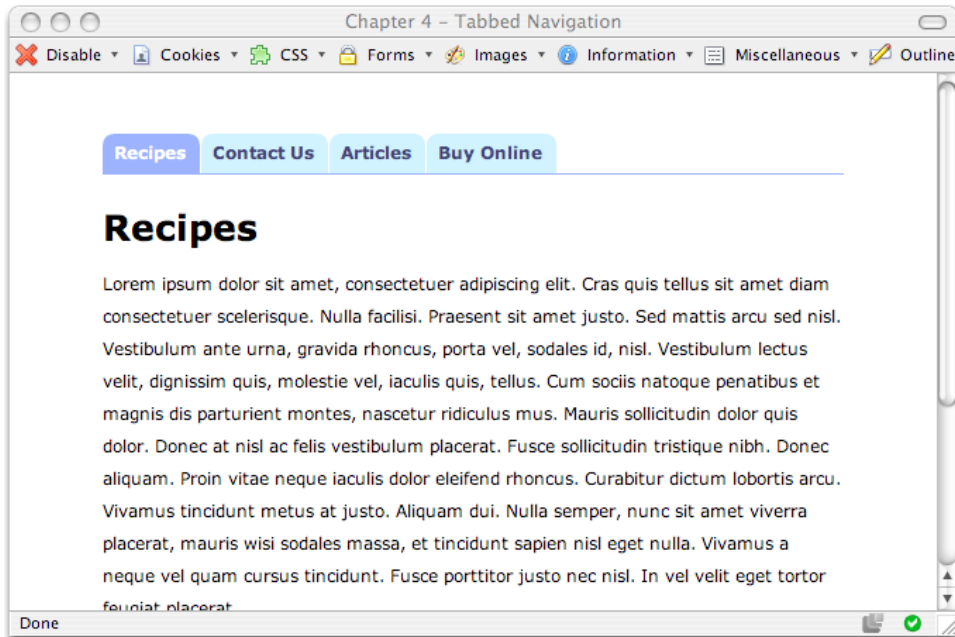 Chapter 4 – Tabbed Navigation
Disable Cookies CSS Forms Images Information Miscellaneous Outline
Recipes Contact Us Articles Buy Online
Recipes
Lorem ipsum dolor sit amet, consectetuer adipiscing elit. Cras quis tellus sit amet diam
consectetuer scelerisque. Nulla facilisi. Praesent sit amet justo. Sed mattis arcu sed nisl.
Vestibulum ante urna, gravida rhoncus, porta vel, sodales id, nisl. Vestibulum lectus
velit, dignissim quis, molestie vel, iaculis quis, tellus. Cum sociis natoque penatibus et
magnis dis parturient montes, nascetur ridiculus mus. Mauris sollicitudin dolor quis
dolor. Donec at nisl ac felis vestibulum placerat. Fusce sollicitudin tristique nibh. Donec
aliquam. Proin vitae neque iaculis dolor eleifend rhoncus. Curabitur dictum lobortis arcu.
Vivamus tincidunt metus at justo. Aliquam dui. Nulla semper, nunc sit amet viverra
placerat, mauris wisi sodales massa, et tincidunt sapien nisl eget nulla. Vivamus a
neque vel quam cursus tincidunt. Fusce porttitor justo nec nisl. In vel velit eget tortor
feugiat placerat
Done